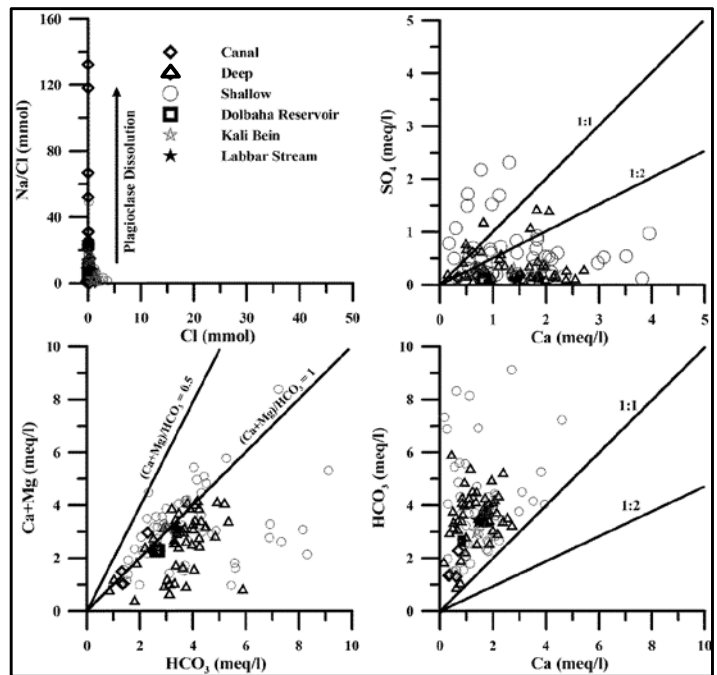 160
120
80
40
0
Na/Cl (mmol)
Plagioclase Dissolution
Canal
Deep
Shallow
Dolbaha Reservoir
Kali Bein
Labbar Stream
0 10 20 30 40 50
Cl (mmol)
5
4
3
2
1
0
SO4 (meq/l)
1:1
1:2
0 1 2 3 4 5
Ca (meq/l)
10
8
6
4
2
0
Ca+Mg (meq/l)
(Ca+Mg)/HCO3 = 0.5
(Ca+Mg)/HCO3 = 1
0 2 4 6 8 10
HCO3 (meq/l)
10
8
6
4
2
0
HCO3 (meq/l)
1:1
1:2
0 2 4 6 8 10
Ca (meq/l)